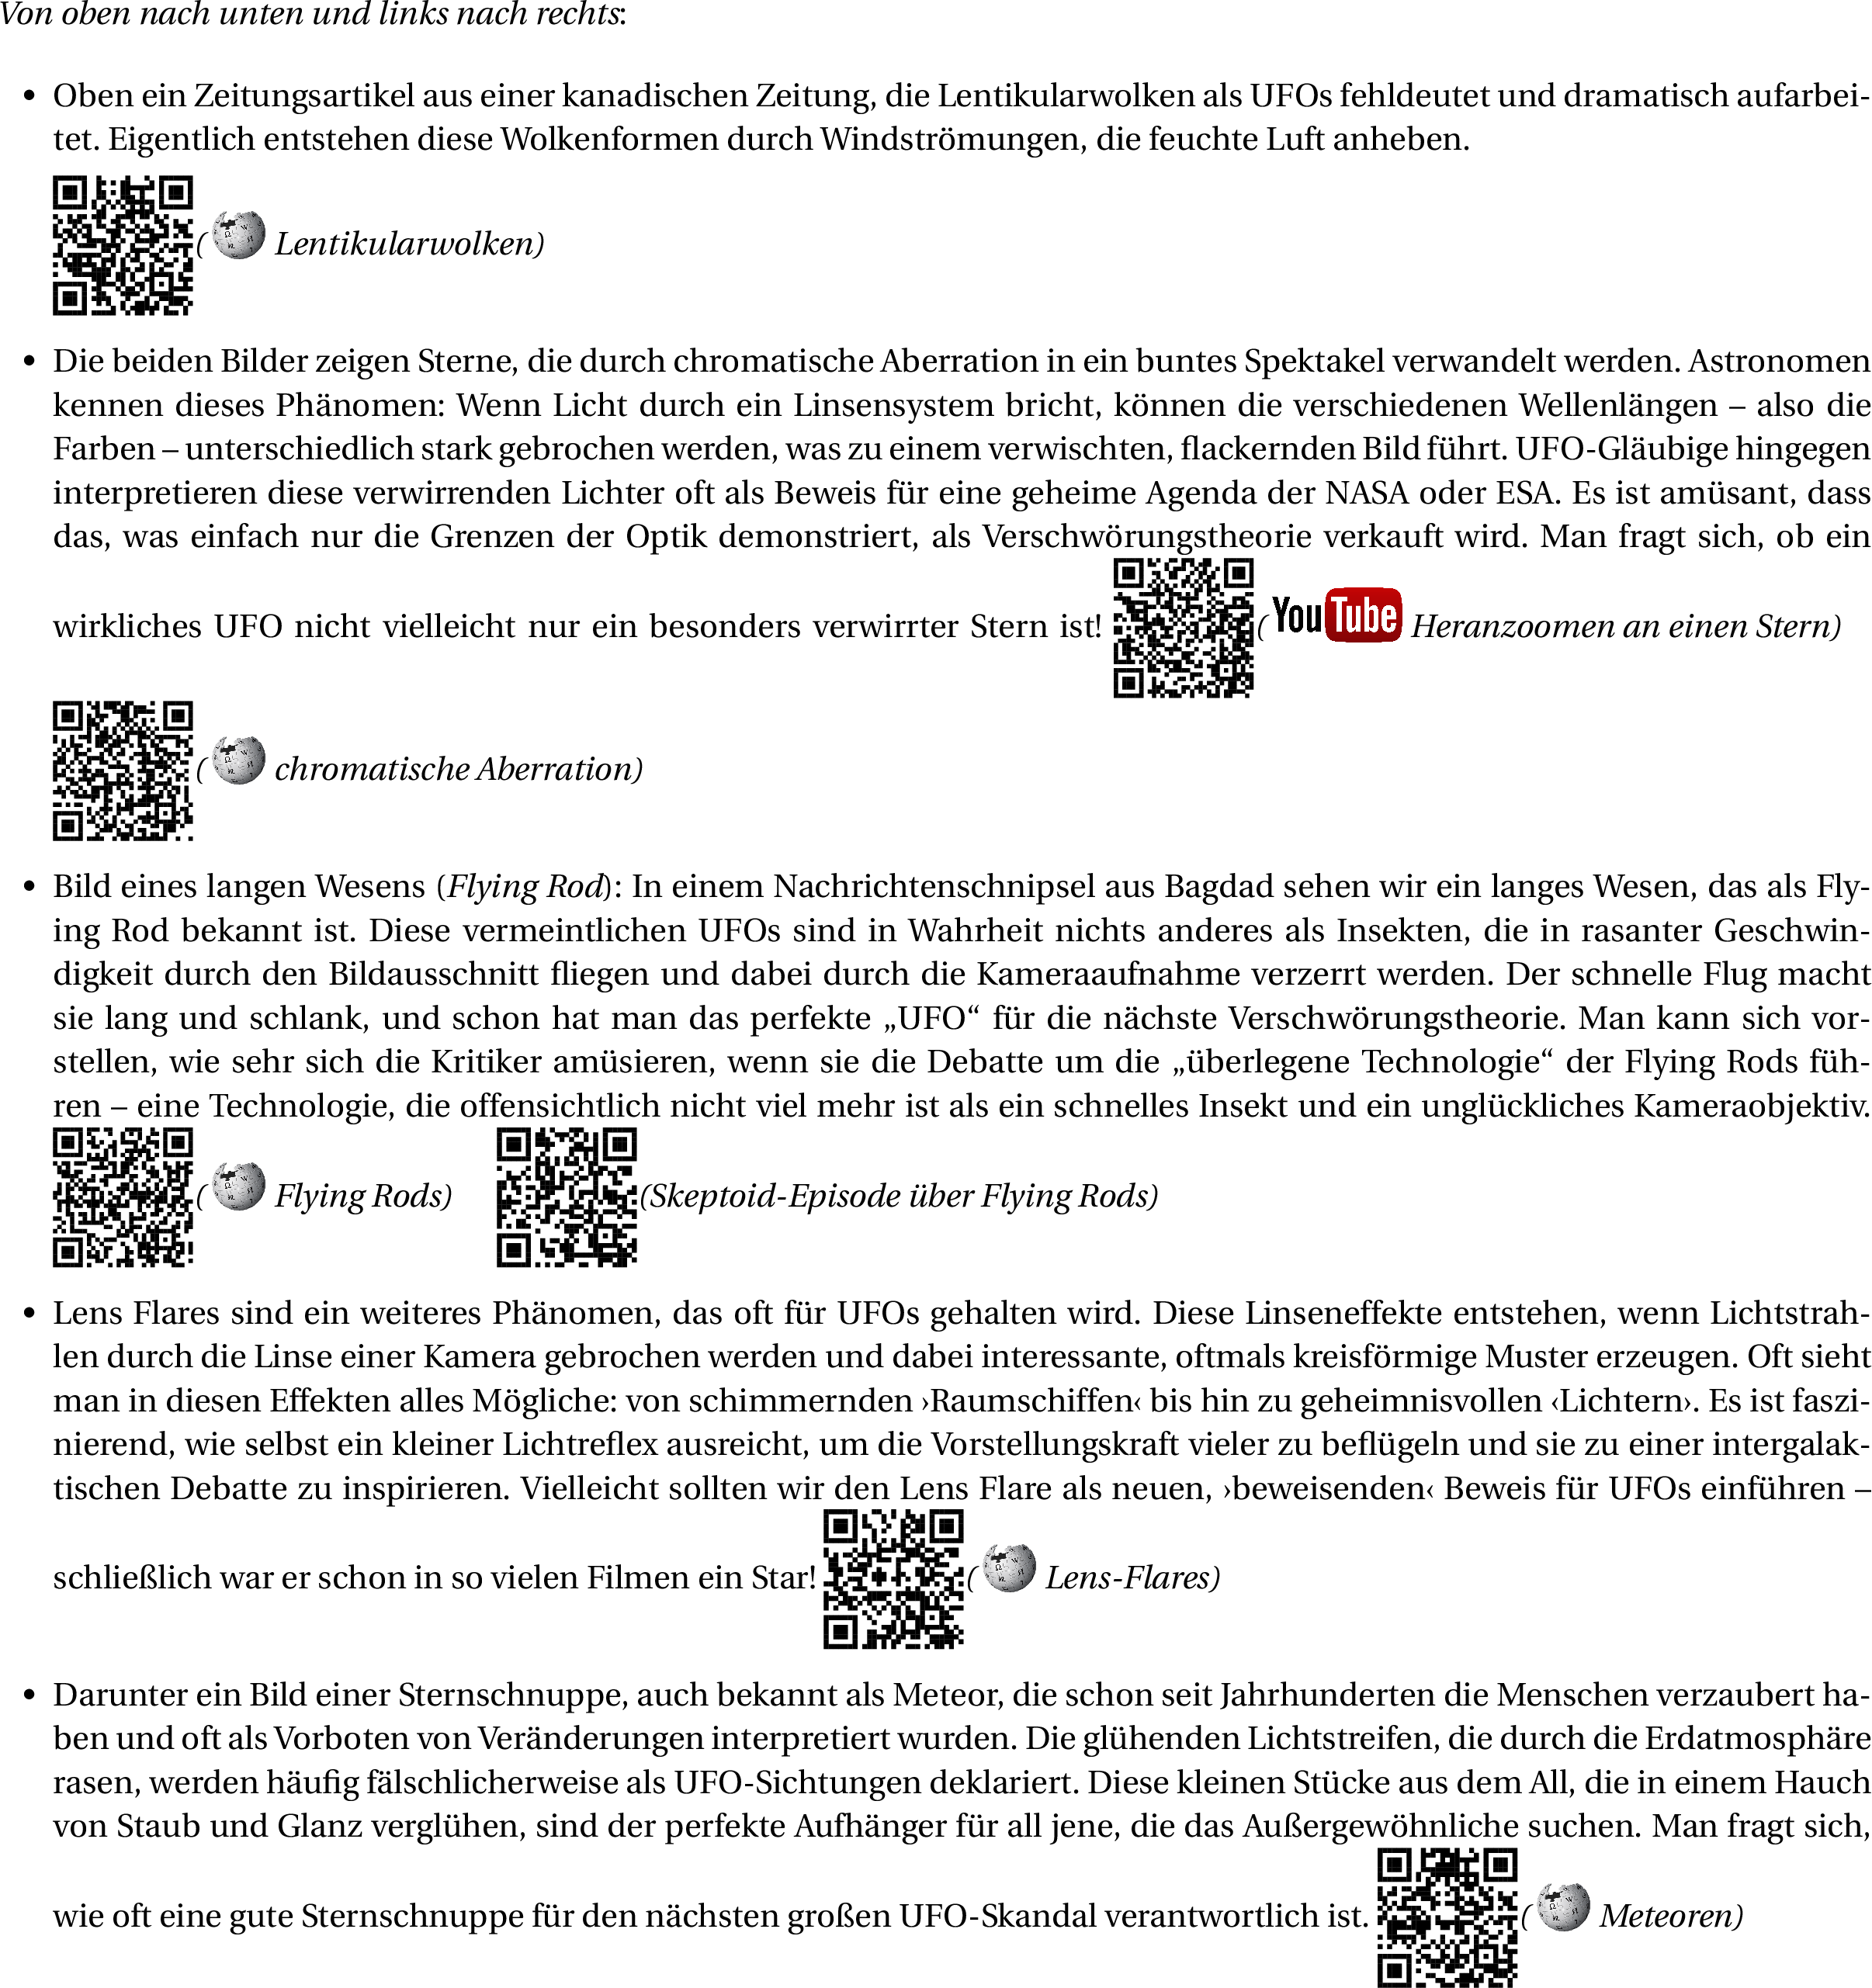 Von oben nach unten und links nach rechts:
• Oben ein Zeitungsartikel aus einer kanadischen Zeitung, die Lentikularwolken als UFOs fehldeutet und dramatisch aufarbei-
tet. Eigentlich entstehen diese Wolkenformen durch Windströmungen, die feuchte Luft anheben.
( Lentikularwolken)
• Die beiden Bilder zeigen Sterne, die durch chromatische Aberration in ein buntes Spektakel verwandelt werden. Astronomen
kennen dieses Phänomen: Wenn Licht durch ein Linsensystem bricht, können die verschiedenen Wellenlängen – also die
Farben – unterschiedlich stark gebrochen werden, was zu einem verwischten, flackernden Bild führt. UFO-Gläubige hingegen
interpretieren diese verwirrenden Lichter oft als Beweis für eine geheime Agenda der NASA oder ESA. Es ist amüsant, dass
das, was einfach nur die Grenzen der Optik demonstriert, als Verschwörungstheorie verkauft wird. Man fragt sich, ob ein
wirkliches UFO nicht vielleicht nur ein besonders verwirrter Stern ist! (YouTube Heranzoomen an einen Stern)
( chromatische Aberration)
• Bild eines langen Wesens (Flying Rod): In einem Nachrichtenschnipsel aus Bagdad sehen wir ein langes Wesen, das als Fly-
ing Rod bekannt ist. Diese vermeintlichen UFOs sind in Wahrheit nichts anderes als Insekten, die in rasanter Geschwin-
digkeit durch den Bildausschnitt fliegen und dabei durch die Kameraaufnahme verzerrt werden. Der schnelle Flug macht
sie lang und schlank, und schon hat man das perfekte „UFO“ für die nächste Verschwörungstheorie. Man kann sich vor-
stellen, wie sehr sich die Kritiker amüsieren, wenn sie die Debatte um die „überlegene Technologie“ der Flying Rods füh-
ren – eine Technologie, die offensichtlich nicht viel mehr ist als ein schnelles Insekt und ein unglückliches Kameraobjektiv.
( Flying Rods) (Skeptoid-Episode über Flying Rods)
• Lens Flares sind ein weiteres Phänomen, das oft für UFOs gehalten wird. Diese Linseneffekte entstehen, wenn Lichtstrah-
len durch die Linse einer Kamera gebrochen werden und dabei interessante, oftmals kreisförmige Muster erzeugen. Oft sieht
man in diesen Effekten alles Mögliche: von schimmernden ›Raumschiffen‹ bis hin zu geheimnisvollen ‹Lichtern›. Es ist faszi-
nierend, wie selbst ein kleiner Lichtreflex ausreicht, um die Vorstellungskraft vieler zu beflügeln und sie zu einer intergalak-
tischen Debatte zu inspirieren. Vielleicht sollten wir den Lens Flare als neuen, ›beweisenden‹ Beweis für UFOs einführen –
schließlich war er schon in so vielen Filmen ein Star! ( Lens-Flares)
• Darunter ein Bild einer Sternschnuppe, auch bekannt als Meteor, die schon seit Jahrhunderten die Menschen verzaubert ha-
ben und oft als Vorboten von Veränderungen interpretiert wurden. Die glühenden Lichtstreifen, die durch die Erdatmosphäre
rasen, werden häufig fälschlicherweise als UFO-Sichtungen deklariert. Diese kleinen Stücke aus dem All, die in einem Hauch
von Staub und Glanz verglühen, sind der perfekte Aufhänger für all jene, die das Außergewöhnliche suchen. Man fragt sich,
wie oft eine gute Sternschnuppe für den nächsten großen UFO-Skandal verantwortlich ist. ( Meteoren)